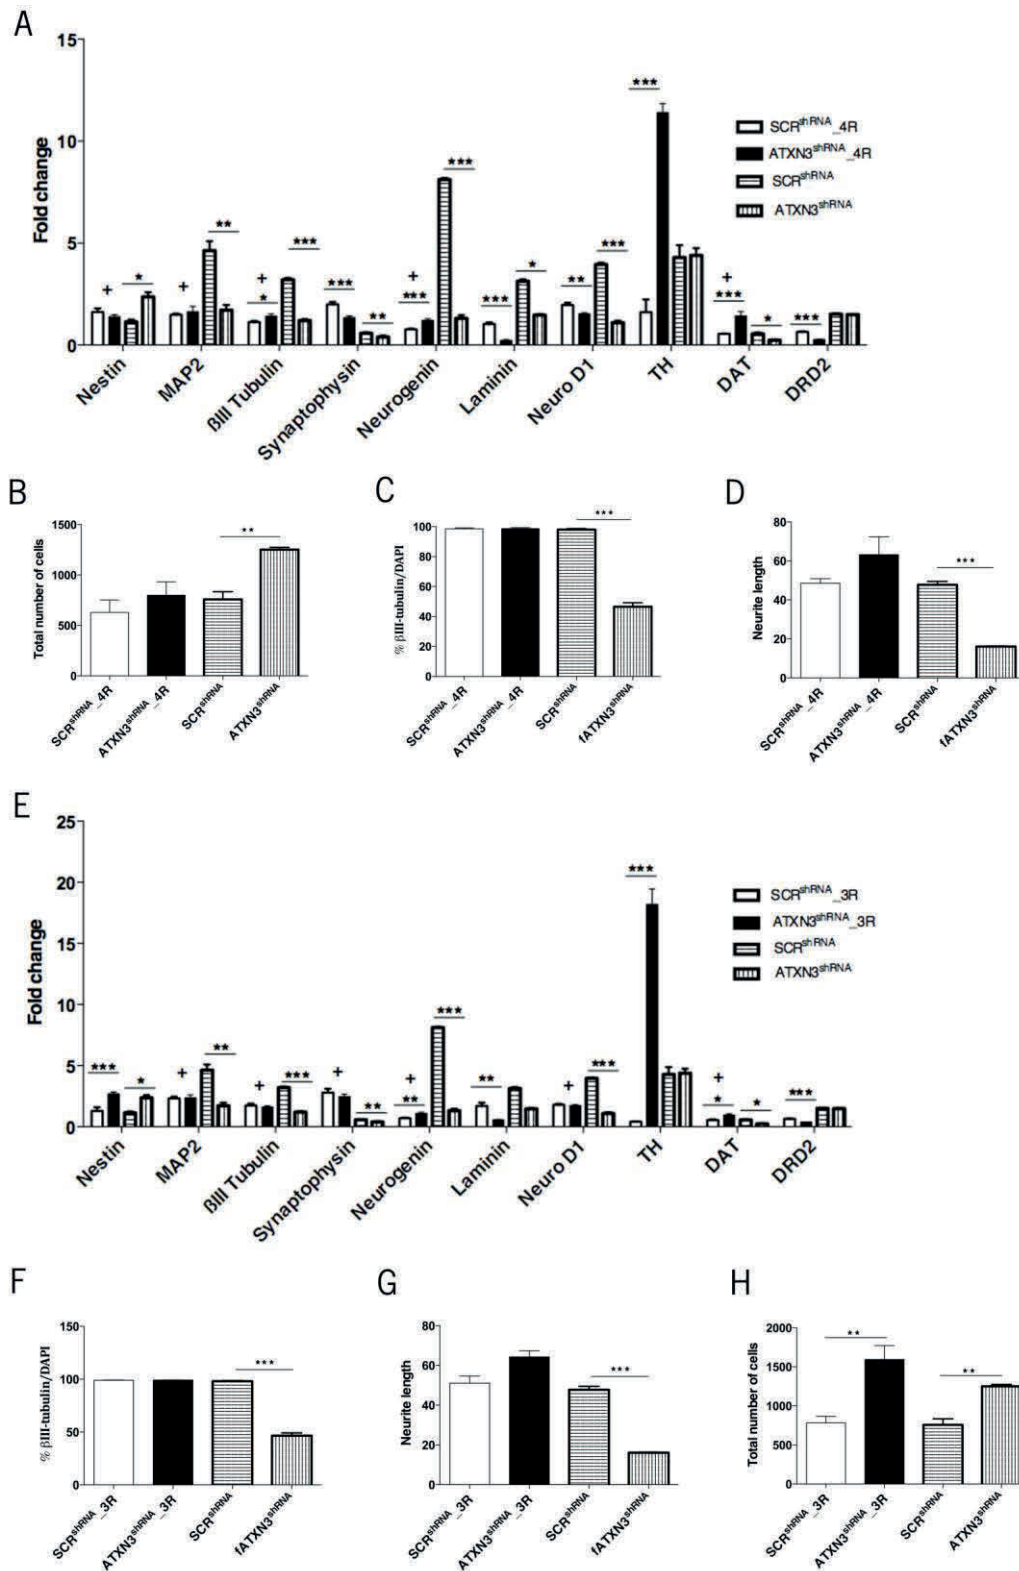 A
15
10
5
0
Fold change
SCRshRNA_4R
ATXN3shRNA_4R
SCRshRNA
ATXN3shRNA
+ * + ** + * *** *** ** + *** *** *** * ** *** *** + *** * ***
Nestin
MAP2
βIII Tubulin
Synaptophysin
Neurogenin
Laminin
Neuro D1
TH
DAT
DRD2
B
Total number of cells
1500
1000
500
0
**
SCRshRNA_4R
ATXN3shRNA_4R
SCRshRNA
ATXN3shRNA
C
% βIII-tubulin/DAPI
100
80
60
40
20
0
***
SCRshRNA_4R
ATXN3shRNA_4R
SCRshRNA
fATXN3shRNA
D
Neurite length
80
60
40
20
0
***
SCRshRNA_4R
ATXN3shRNA_4R
SCRshRNA
fATXN3shRNA
E
25
20
15
10
5
0
Fold change
SCRshRNA_3R
ATXN3shRNA_3R
SCRshRNA
ATXN3shRNA
*** * + ** + *** + ** + ** *** ** + *** *** + * * ***
Nestin
MAP2
βIII Tubulin
Synaptophysin
Neurogenin
Laminin
Neuro D1
TH
DAT
DRD2
F
% βIII-tubulin/DAPI
150
100
50
0
***
SCRshRNA_3R
ATXN3shRNA_3R
SCRshRNA
fATXN3shRNA
G
Neurite length
80
60
40
20
0
***
SCRshRNA_3R
ATXN3shRNA_3R
SCRshRNA
fATXN3shRNA
H
Total number of cells
2000
1500
1000
500
0
**
**
SCRshRNA_3R
ATXN3shRNA_3R
SCRshRNA
ATXN3shRNA